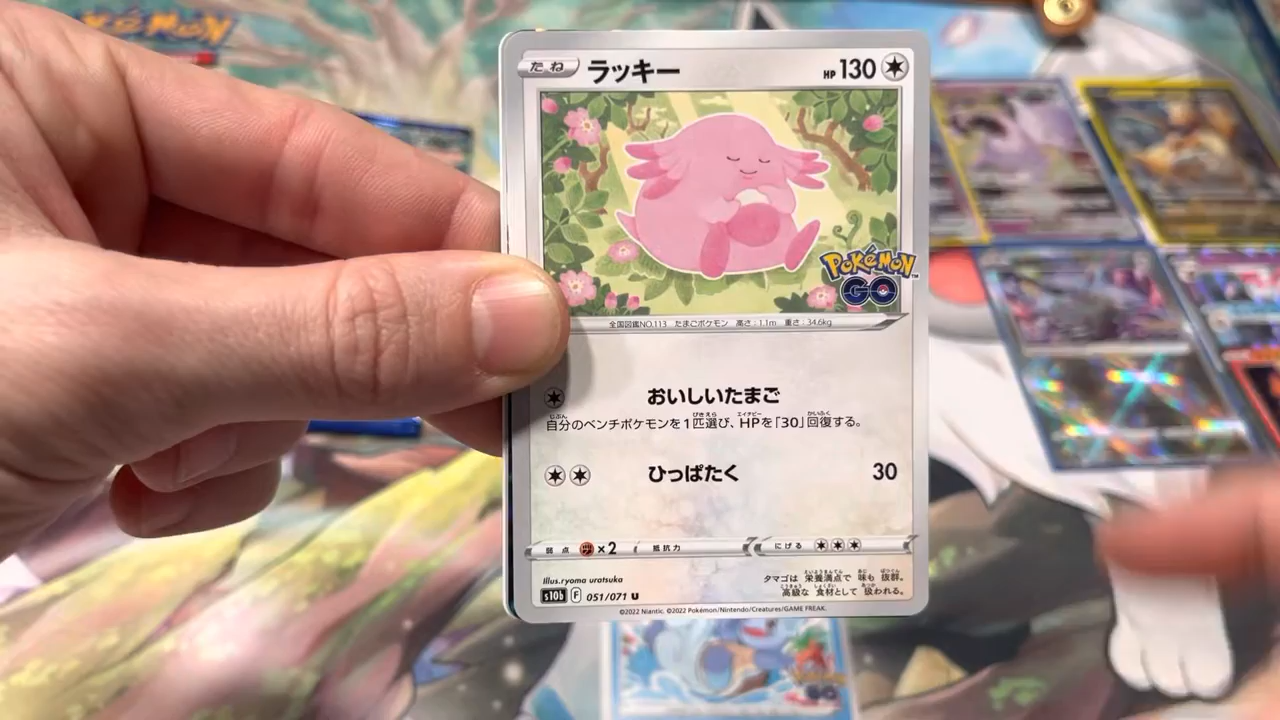 POKÉMON
たね ラッキー HP 130
POKÉMON
GO
全国図鑑NO.113 たまごポケモン 高さ:1.1m 重さ:34.6kg
おいしいたまご
自分のベンチポケモンを1匹選び、HPを「30」回復する。
ひっぱたく 30
弱点 ×2 抵抗力 にげる
Illus.ryoma uratsuka
タマゴは 栄養満点で 味も 抜群。
s10b F 051/071 U
高級な 食材として 扱われる。
©2022 Niantic. ©2022 Pokémon/Nintendo/Creatures/GAME FREAK.
GO